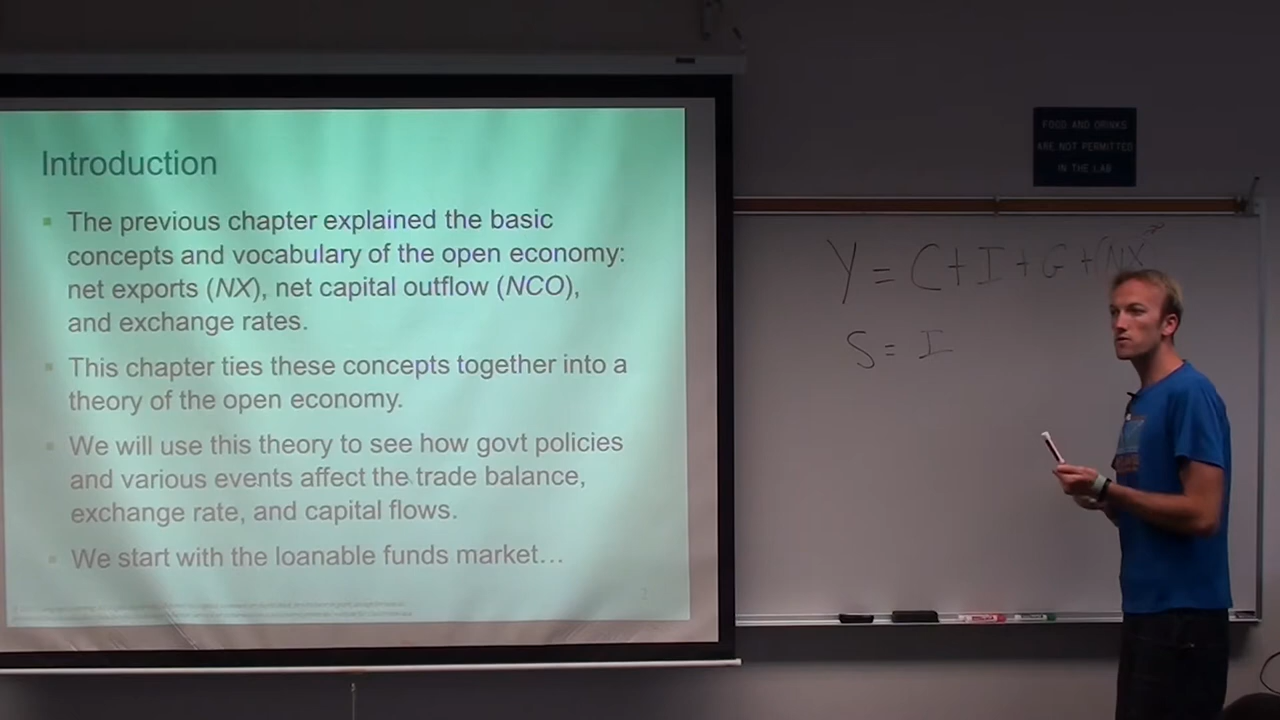 Introduction
The previous chapter explained the basic
concepts and vocabulary of the open economy:
net exports (NX), net capital outflow (NCO),
and exchange rates.
This chapter ties these concepts together into a
theory of the open economy.
We will use this theory to see how govt policies
and various events affect the trade balance,
exchange rate, and capital flows.
We start with the loanable funds market…
2
FOOD AND DRINKS
ARE NOT PERMITTED
IN THE LAB
Y = C + I + G + (NX
S = I